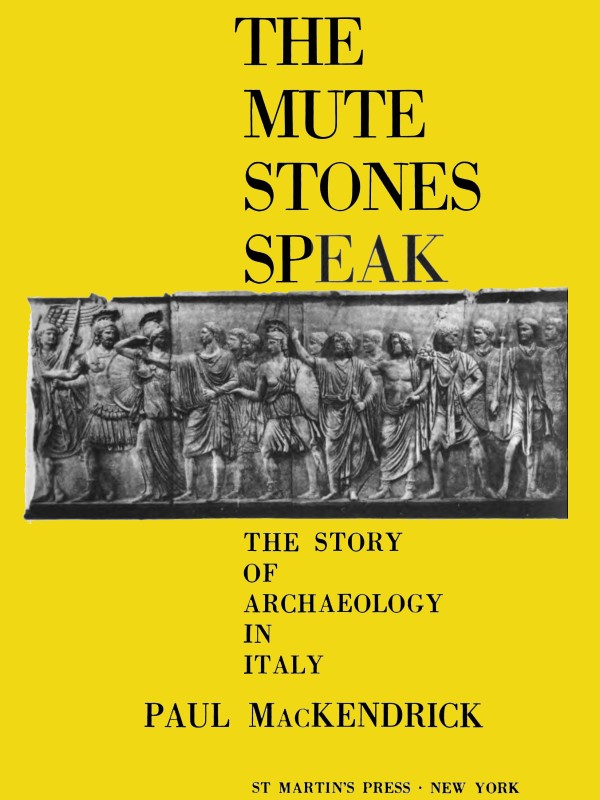 THE
MUTE
STONES
SPEAK
THE STORY
OF
ARCHAEOLOGY
IN
ITALY
PAUL MACKENDRICK
ST MARTIN'S PRESS · NEW YORK